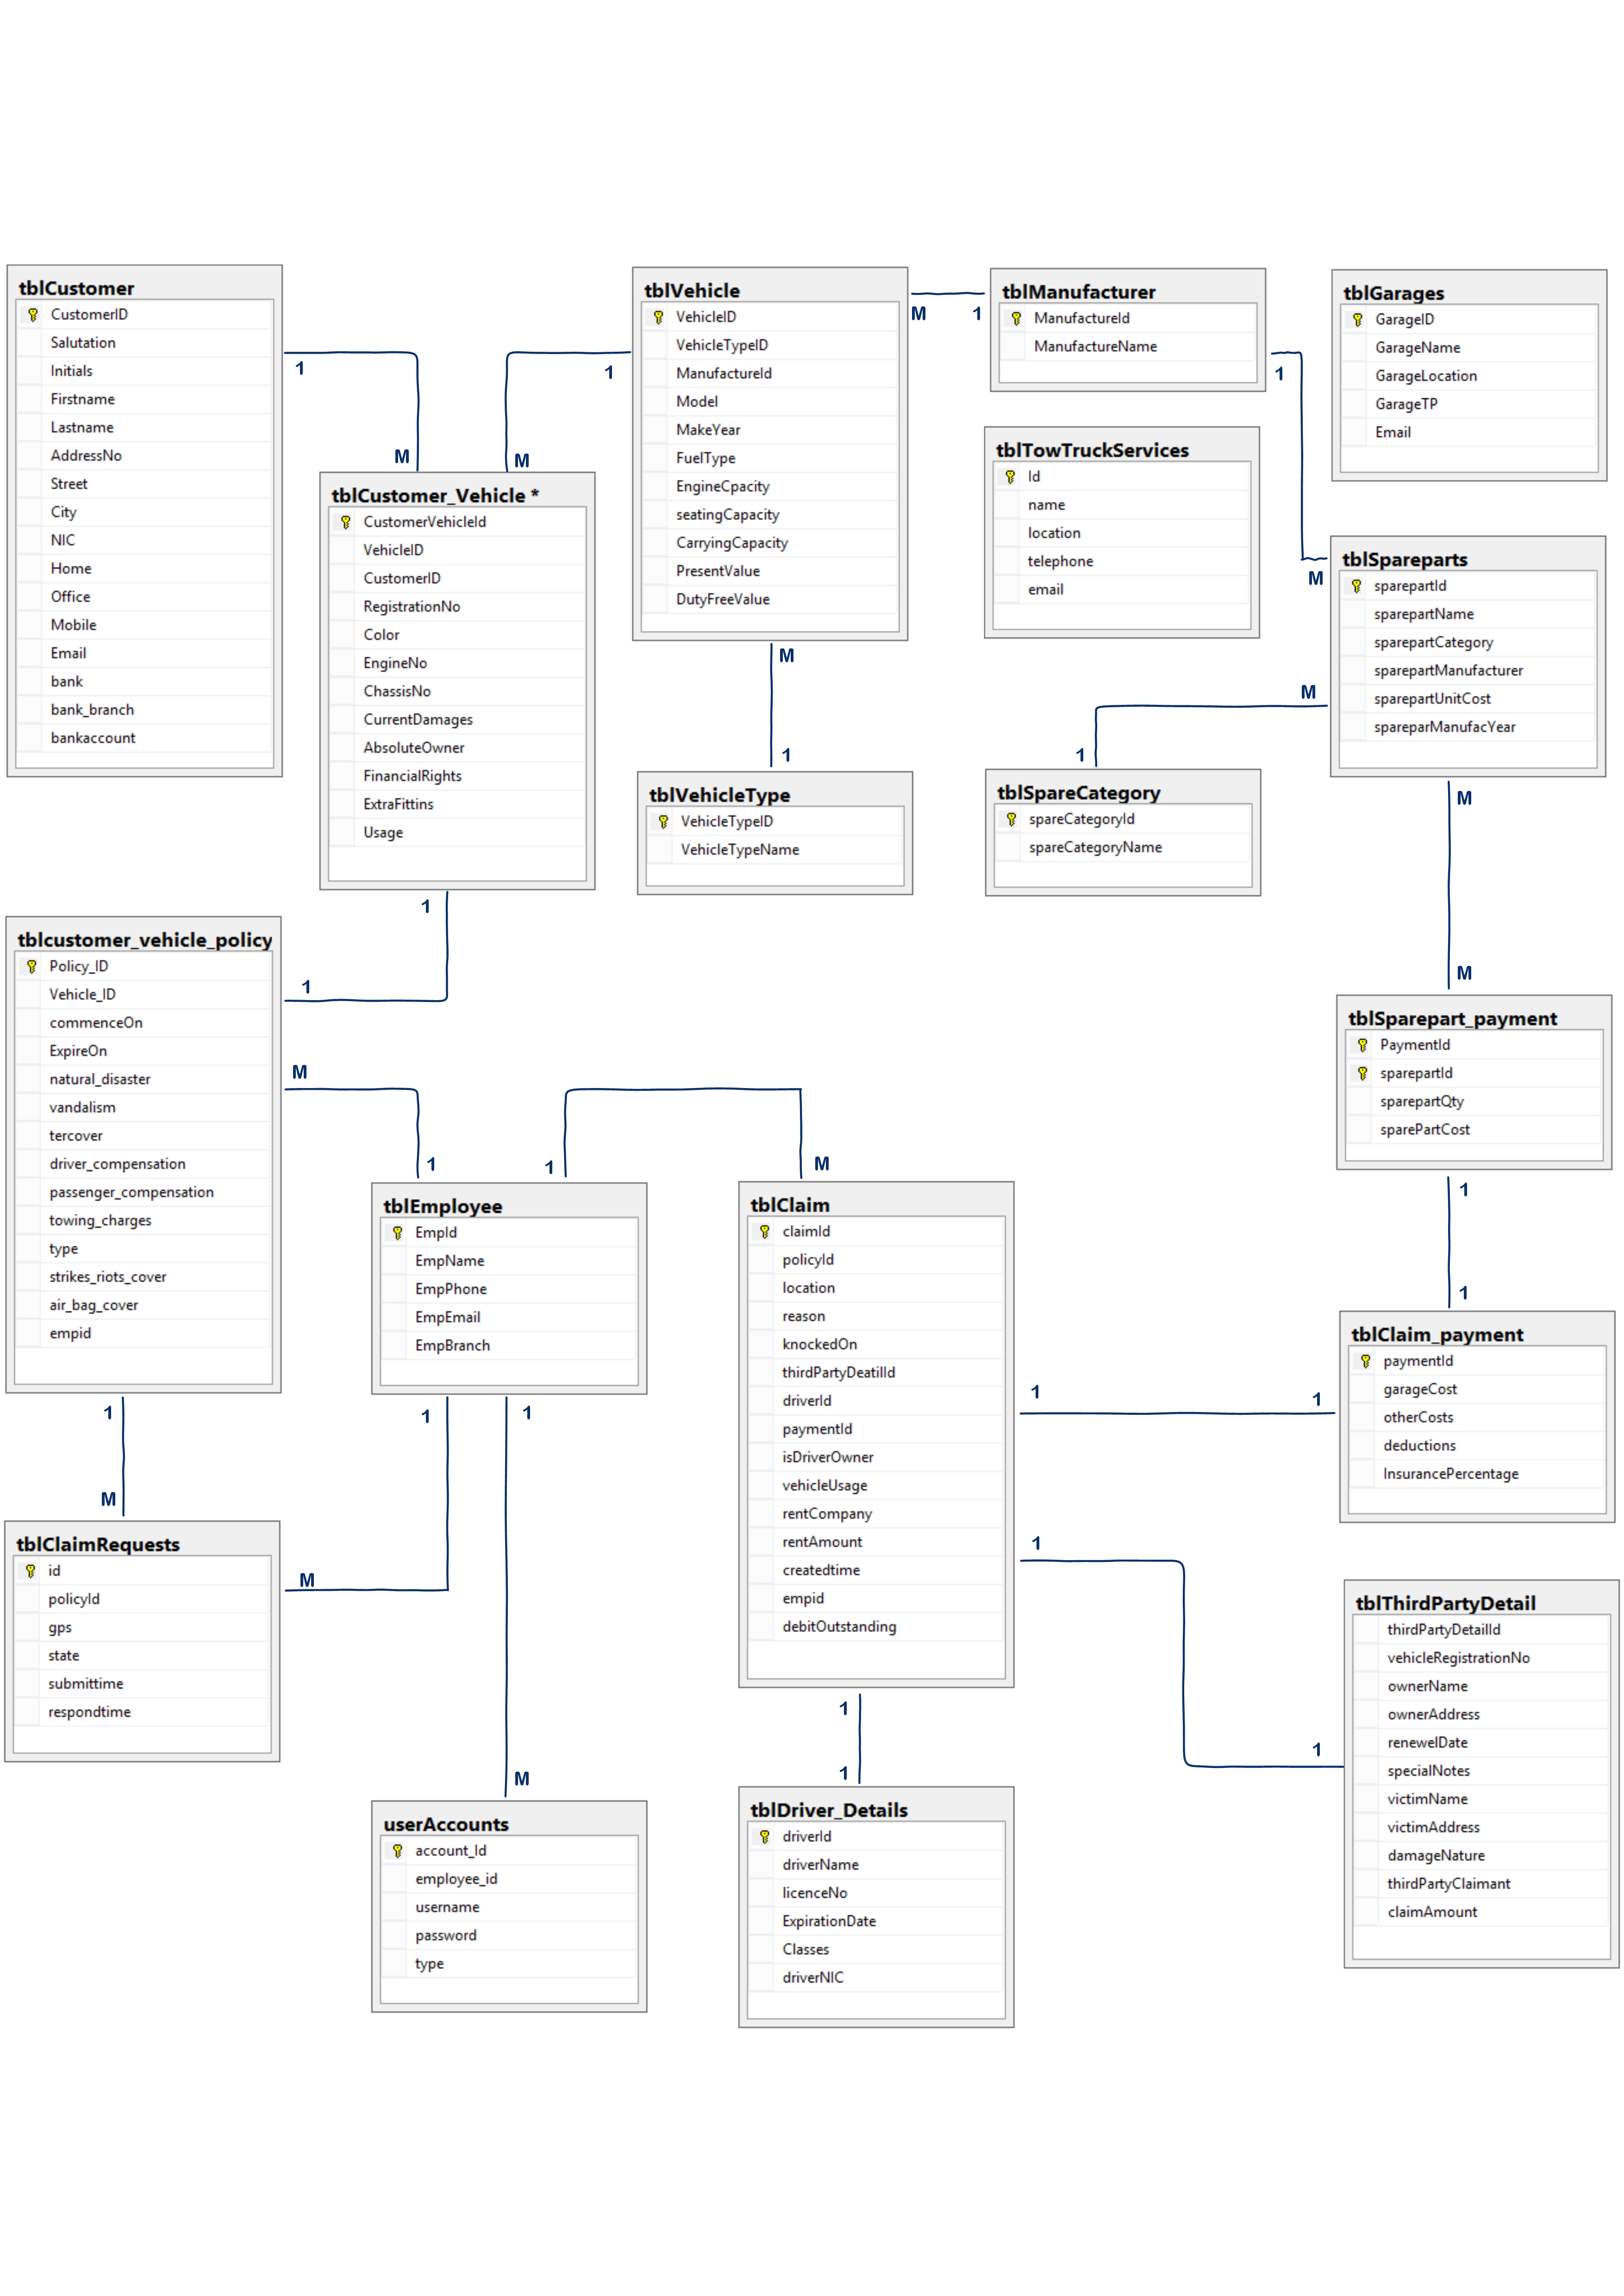 tblCustomer
CustomerID
Salutation
Initials
Firstname
Lastname
AddressNo
Street
City
NIC
Home
Office
Mobile
Email
bank
bank_branch
bankaccount
1
M
tblCustomer_Vehicle *
CustomerVehicleId
VehicleID
CustomerID
RegistrationNo
Color
EngineNo
ChassisNo
CurrentDamages
AbsoluteOwner
FinancialRights
ExtraFittins
Usage
1
M
tblVehicle
VehicleID
VehicleTypeID
ManufactureId
Model
MakeYear
FuelType
EngineCpacity
seatingCapacity
CarryingCapacity
PresentValue
DutyFreeValue
M
1
tblManufacturer
ManufactureId
ManufactureName
1
M
tblGarages
GarageID
GarageName
GarageLocation
GarageTP
Email
tblTowTruckServices
Id
name
location
telephone
email
tblSpareparts
sparepartId
sparepartName
sparepartCategory
sparepartManufacturer
sparepartUnitCost
spareparManufacYear
M
1
M
1
tblVehicleType
VehicleTypeID
VehicleTypeName
tblSpareCategory
spareCategoryId
spareCategoryName
M
M
1
1
tblcustomer_vehicle_policy
Policy_ID
Vehicle_ID
commenceOn
ExpireOn
natural_disaster
vandalism
tercover
driver_compensation
passenger_compensation
towing_charges
type
strikes_riots_cover
air_bag_cover
empid
M
1
1
M
tblSparepart_payment
PaymentId
sparepartId
sparepartQty
sparePartCost
1
1
tblEmployee
EmpId
EmpName
EmpPhone
EmpEmail
EmpBranch
tblClaim
claimId
policyId
location
reason
knockedOn
thirdPartyDeatilId
driverId
paymentId
isDriverOwner
vehicleUsage
rentCompany
rentAmount
createdtime
empid
debitOutstanding
1
1
tblClaim_payment
paymentId
garageCost
otherCosts
deductions
InsurancePercentage
1
M
1
M
1
M
tblClaimRequests
id
policyId
gps
state
submittime
respondtime
1
1
tblThirdPartyDetail
thirdPartyDetailId
vehicleRegistrationNo
ownerName
ownerAddress
renewelDate
specialNotes
victimName
victimAddress
damageNature
thirdPartyClaimant
claimAmount
1
1
userAccounts
account_Id
employee_id
username
password
type
tblDriver_Details
driverId
driverName
licenceNo
ExpirationDate
Classes
driverNIC